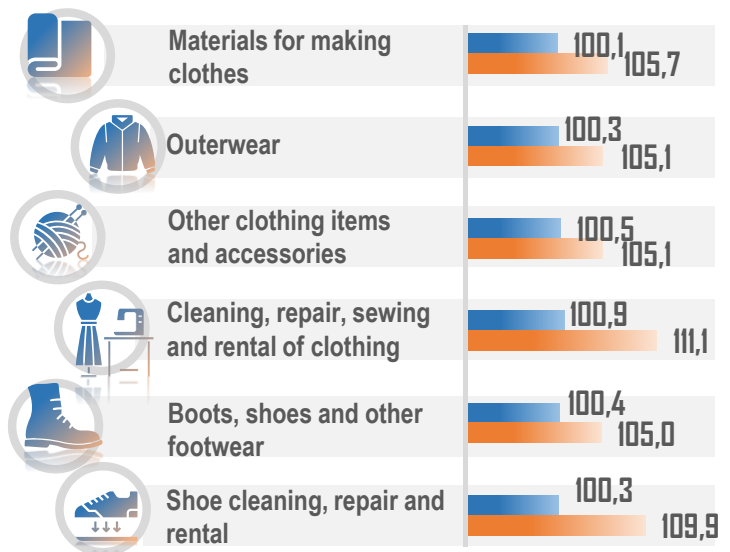 Materials for making
clothes
100,1
105,7
Outerwear
100,3
105,1
Other clothing items
and accessories
100,5
105,1
Cleaning, repair, sewing
and rental of clothing
100,9
111,1
Boots, shoes and other
footwear
100,4
105,0
Shoe cleaning, repair and
rental
100,3
109,9